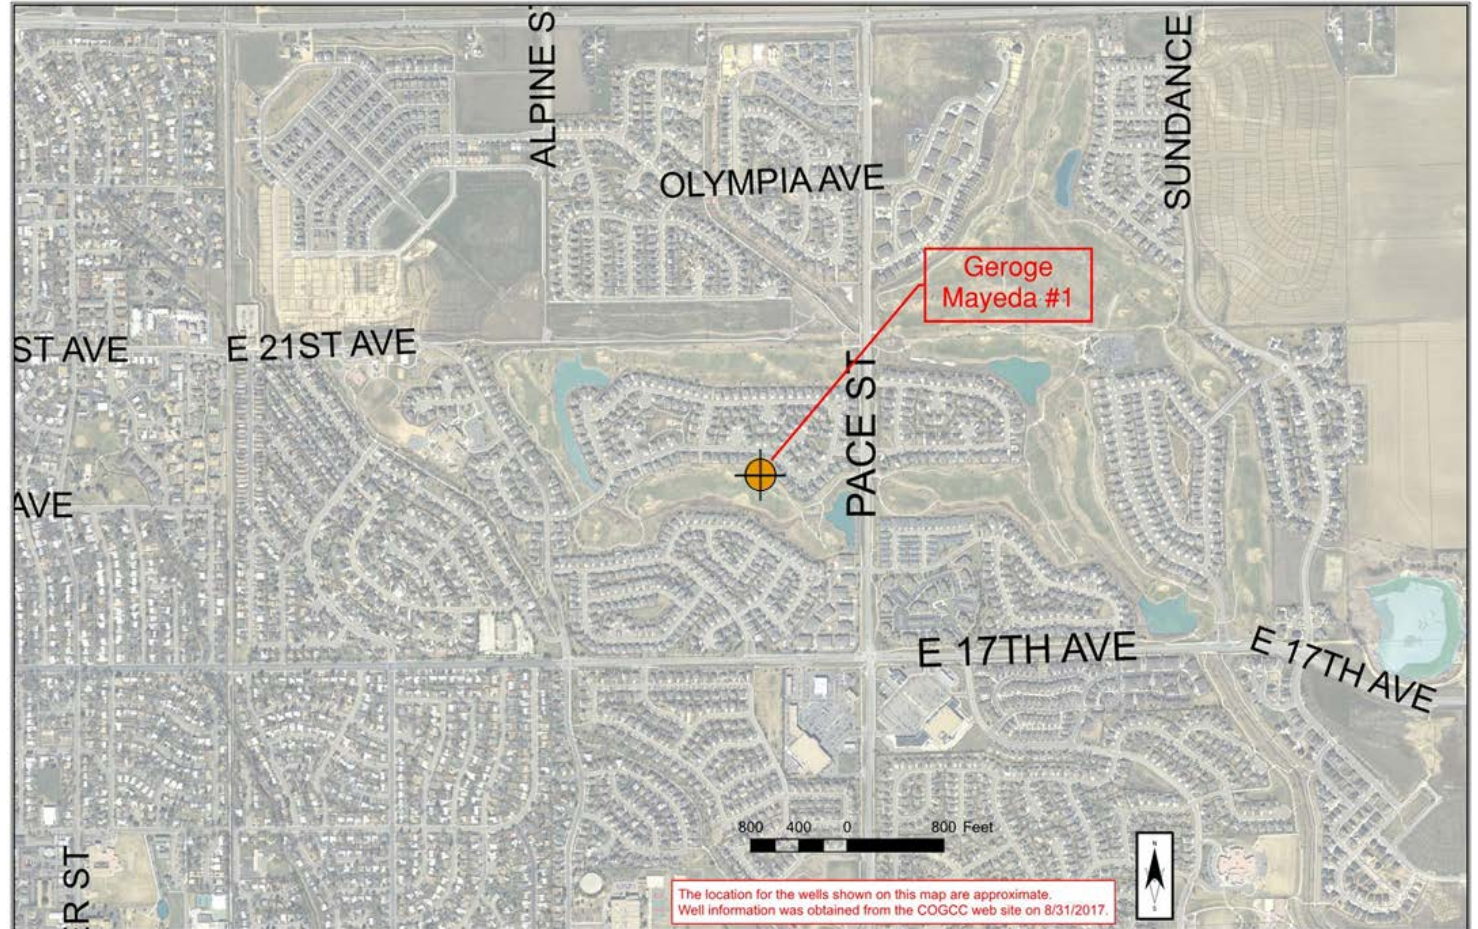 ALPINE S
SUNDANCE
OLYMPIA AVE
Geroge
Mayeda #1
ST AVE
E 21ST AVE
PACE ST
AVE
E 17TH AVE
E 17TH AVE
800 400 0 800 Feet
ER ST
N
S
The location for the wells shown on this map are approximate.
Well information was obtained from the COGCC web site on 8/31/2017.